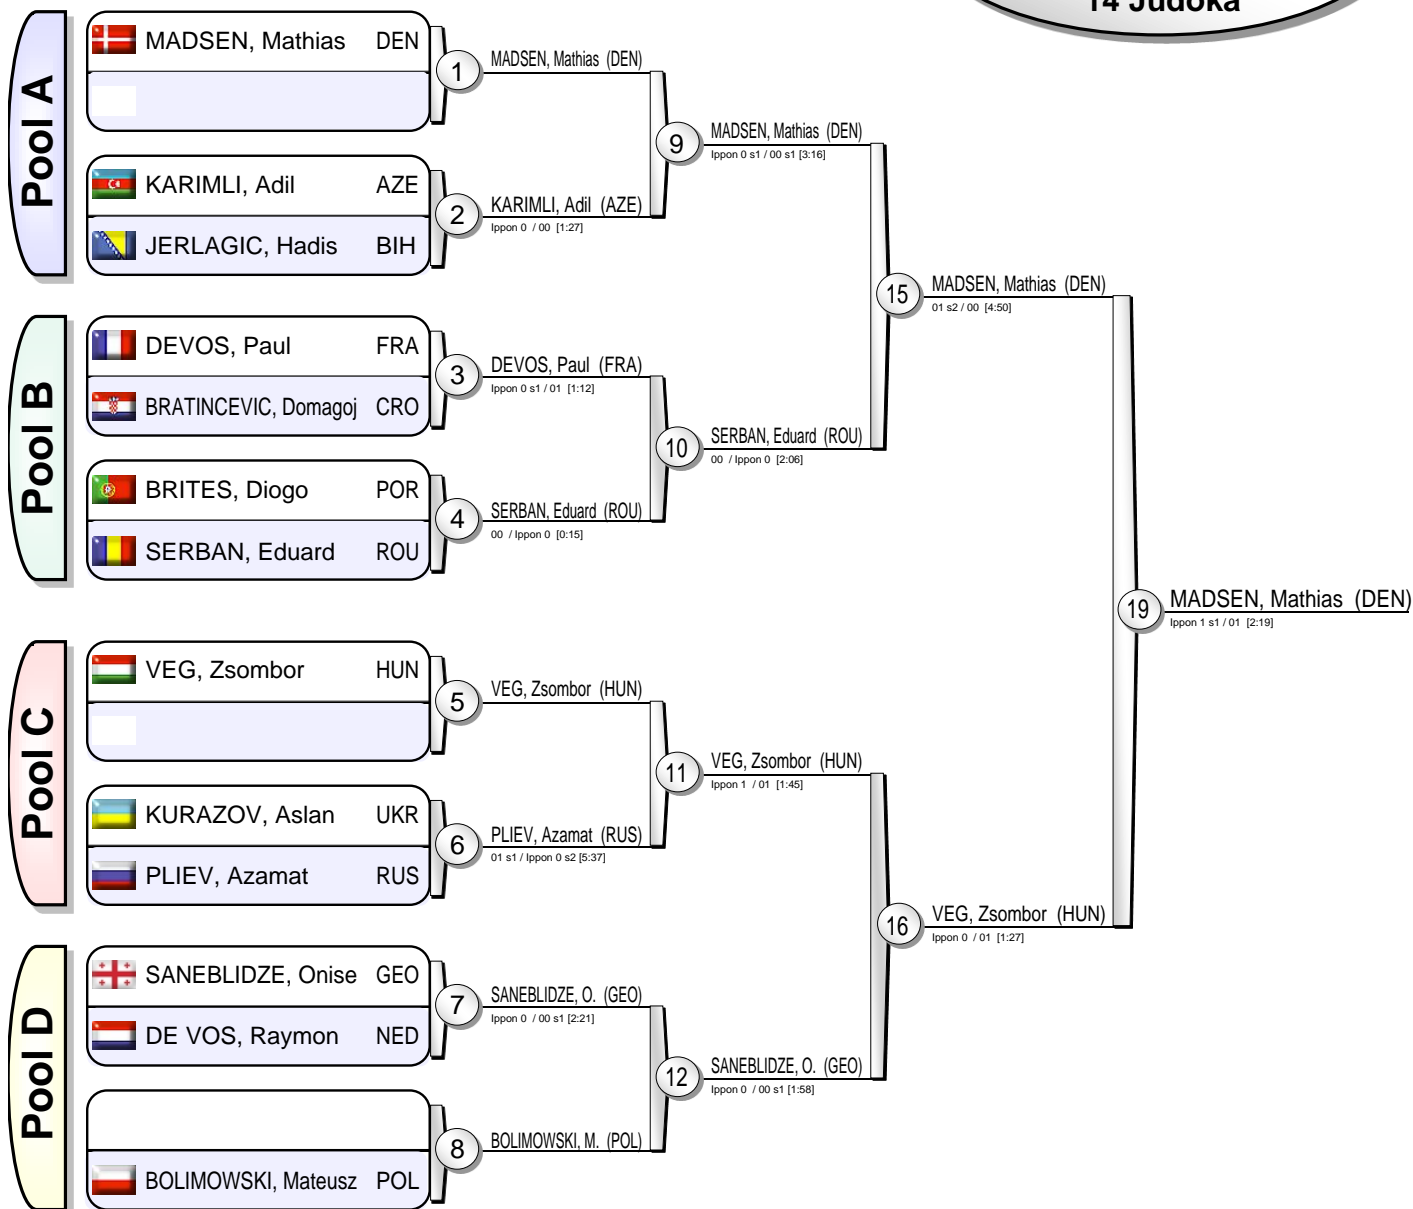 14 Judoka
Pool A
MADSEN, Mathias DEN
KARIMLI, Adil AZE
JERLAGIC, Hadis BIH
Pool B
DEVOS, Paul FRA
BRATINCEVIC, Domagoj CRO
BRITES, Diogo POR
SERBAN, Eduard ROU
Pool C
VEG, Zsombor HUN
KURAZOV, Aslan UKR
PLIEV, Azamat RUS
Pool D
SANEBLIDZE, Onise GEO
DE VOS, Raymon NED
BOLIMOWSKI, Mateusz POL
1
MADSEN, Mathias (DEN)
2
KARIMLI, Adil (AZE)
Ippon 0 / 00 [1:27]
3
DEVOS, Paul (FRA)
Ippon 0 s1 / 01 [1:12]
4
SERBAN, Eduard (ROU)
00 / Ippon 0 [0:15]
5
VEG, Zsombor (HUN)
6
PLIEV, Azamat (RUS)
01 s1 / Ippon 0 s2 [5:37]
7
SANEBLIDZE, O. (GEO)
Ippon 0 / 00 s1 [2:21]
8
BOLIMOWSKI, M. (POL)
9
MADSEN, Mathias (DEN)
Ippon 0 s1 / 00 s1 [3:16]
10
SERBAN, Eduard (ROU)
00 / Ippon 0 [2:06]
11
VEG, Zsombor (HUN)
Ippon 1 / 01 [1:45]
12
SANEBLIDZE, O. (GEO)
Ippon 0 / 00 s1 [1:58]
15
MADSEN, Mathias (DEN)
01 s2 / 00 [4:50]
16
VEG, Zsombor (HUN)
Ippon 0 / 01 [1:27]
19
MADSEN, Mathias (DEN)
Ippon 1 s1 / 01 [2:19]